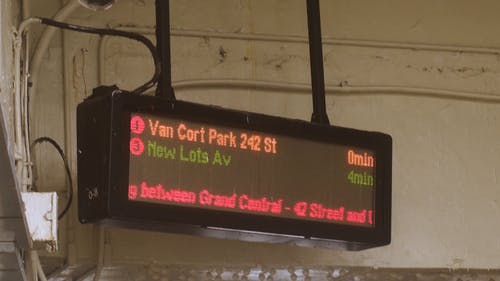 1 Van Cort Park 242 St 0min
3 New Lots Av 4min
g between Grand Central - 42 Street and